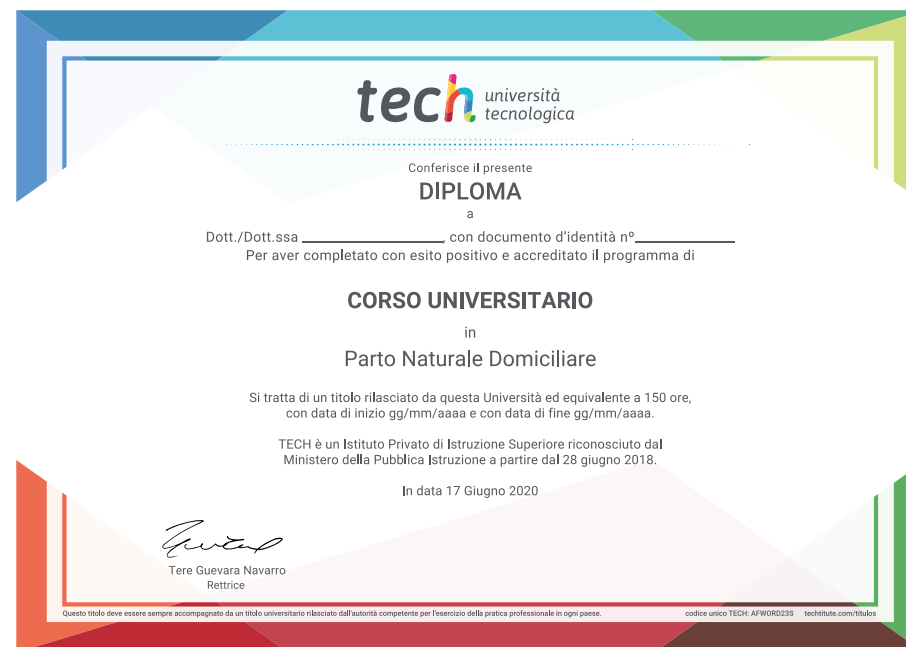 tech università
tecnologica
Conferisce il presente
DIPLOMA
a
Dott./Dott.ssa ____________________, con documento d'identità nº______________
Per aver completato con esito positivo e accreditato il programma di
CORSO UNIVERSITARIO
in
Parto Naturale Domiciliare
Si tratta di un titolo rilasciato da questa Università ed equivalente a 150 ore,
con data di inizio gg/mm/aaaa e con data di fine gg/mm/aaaa.
TECH è un Istituto Privato di Istruzione Superiore riconosciuto dal
Ministero della Pubblica Istruzione a partire dal 28 giugno 2018.
In data 17 Giugno 2020
Tere Guevara Navarro
Rettrice
Questo titolo deve essere sempre accompagnato da un titolo universitario rilasciato dall'autorità competente per l'esercizio della pratica professionale in ogni paese. codice unico TECH: AFWORD23S techtitute.com/títulos